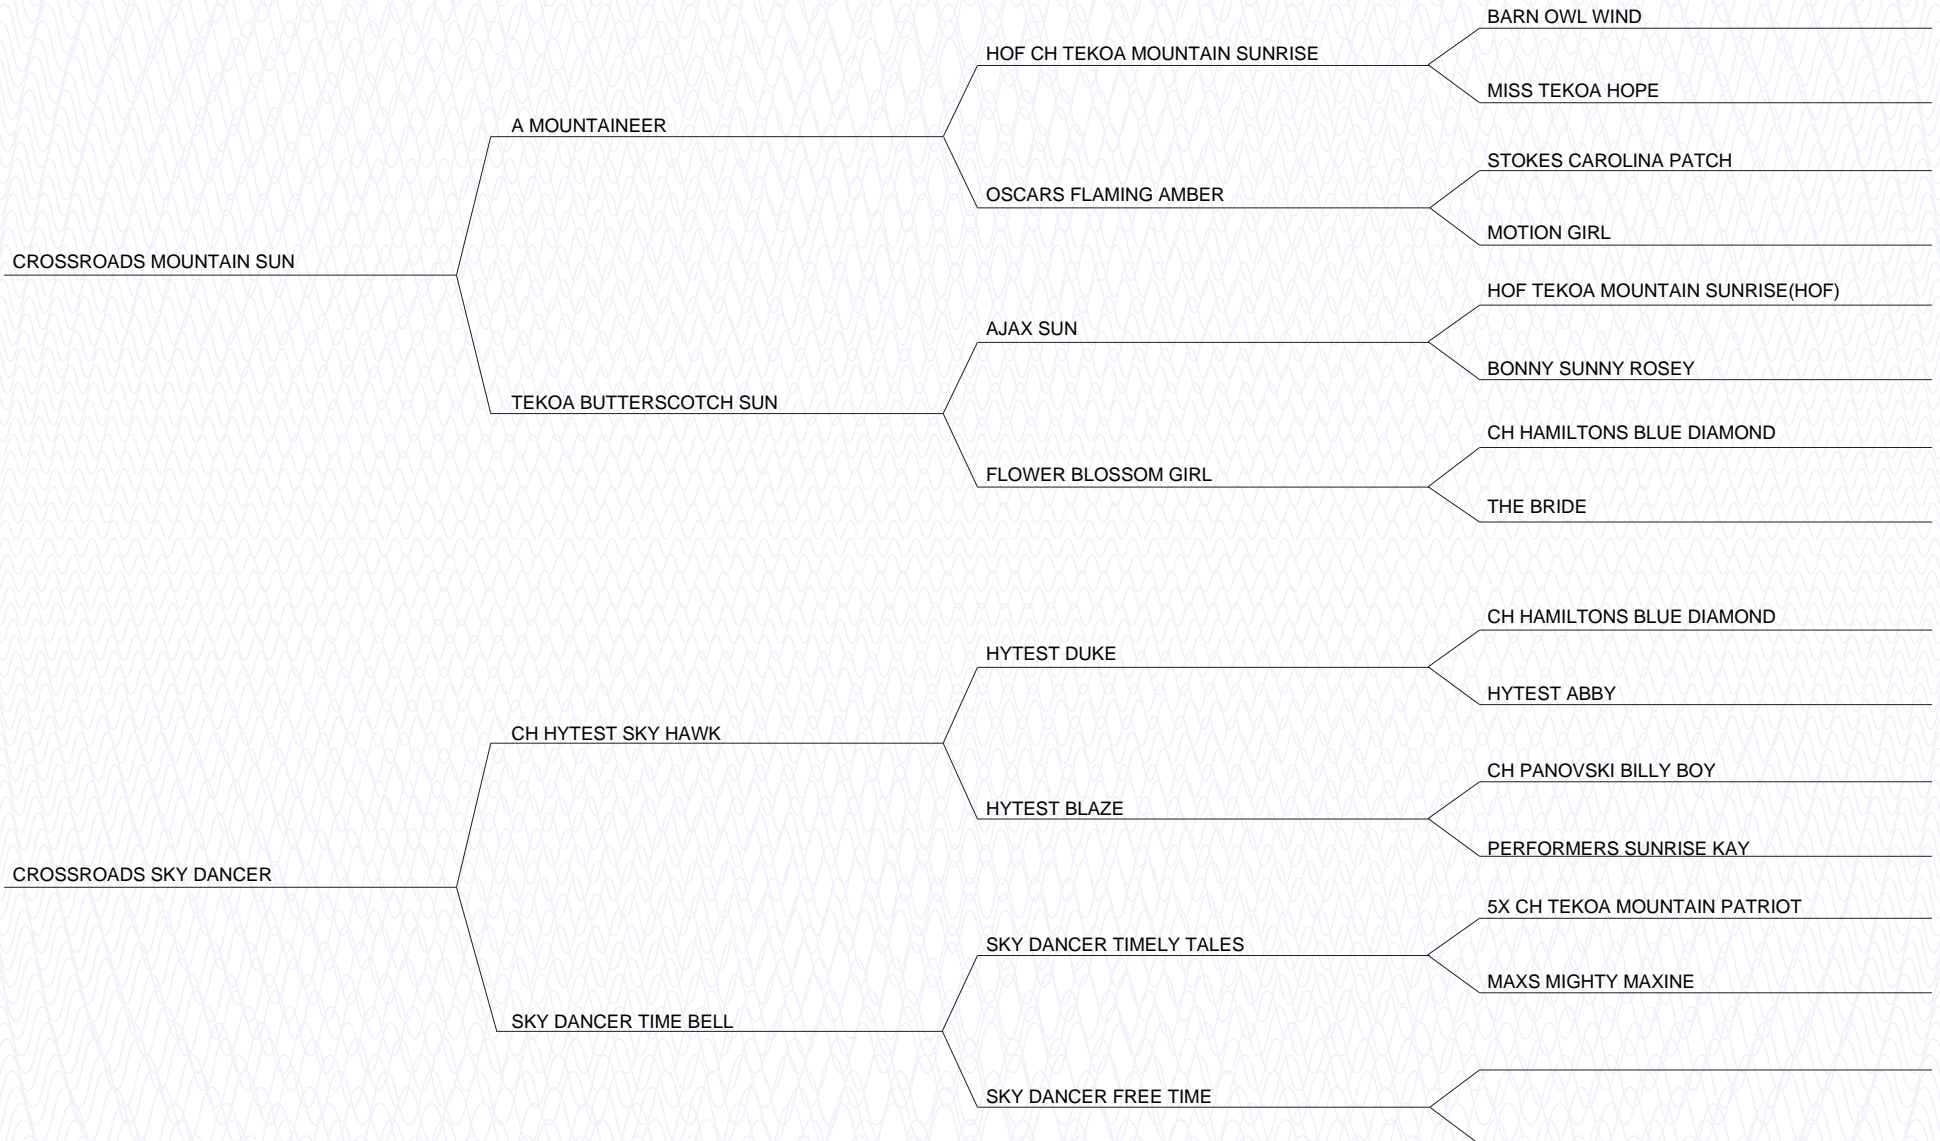 BARN OWL WIND
HOF CH TEKOA MOUNTAIN SUNRISE
MISS TEKOA HOPE
A MOUNTAINEER
STOKES CAROLINA PATCH
OSCARS FLAMING AMBER
MOTION GIRL
CROSSROADS MOUNTAIN SUN
HOF TEKOA MOUNTAIN SUNRISE(HOF)
AJAX SUN
BONNY SUNNY ROSEY
TEKOA BUTTERSCOTCH SUN
CH HAMILTONS BLUE DIAMOND
FLOWER BLOSSOM GIRL
THE BRIDE
CH HAMILTONS BLUE DIAMOND
HYTEST DUKE
HYTEST ABBY
CH HYTEST SKY HAWK
CH PANOVSKI BILLY BOY
HYTEST BLAZE
PERFORMERS SUNRISE KAY
CROSSROADS SKY DANCER
5X CH TEKOA MOUNTAIN PATRIOT
SKY DANCER TIMELY TALES
MAXS MIGHTY MAXINE
SKY DANCER TIME BELL
SKY DANCER FREE TIME